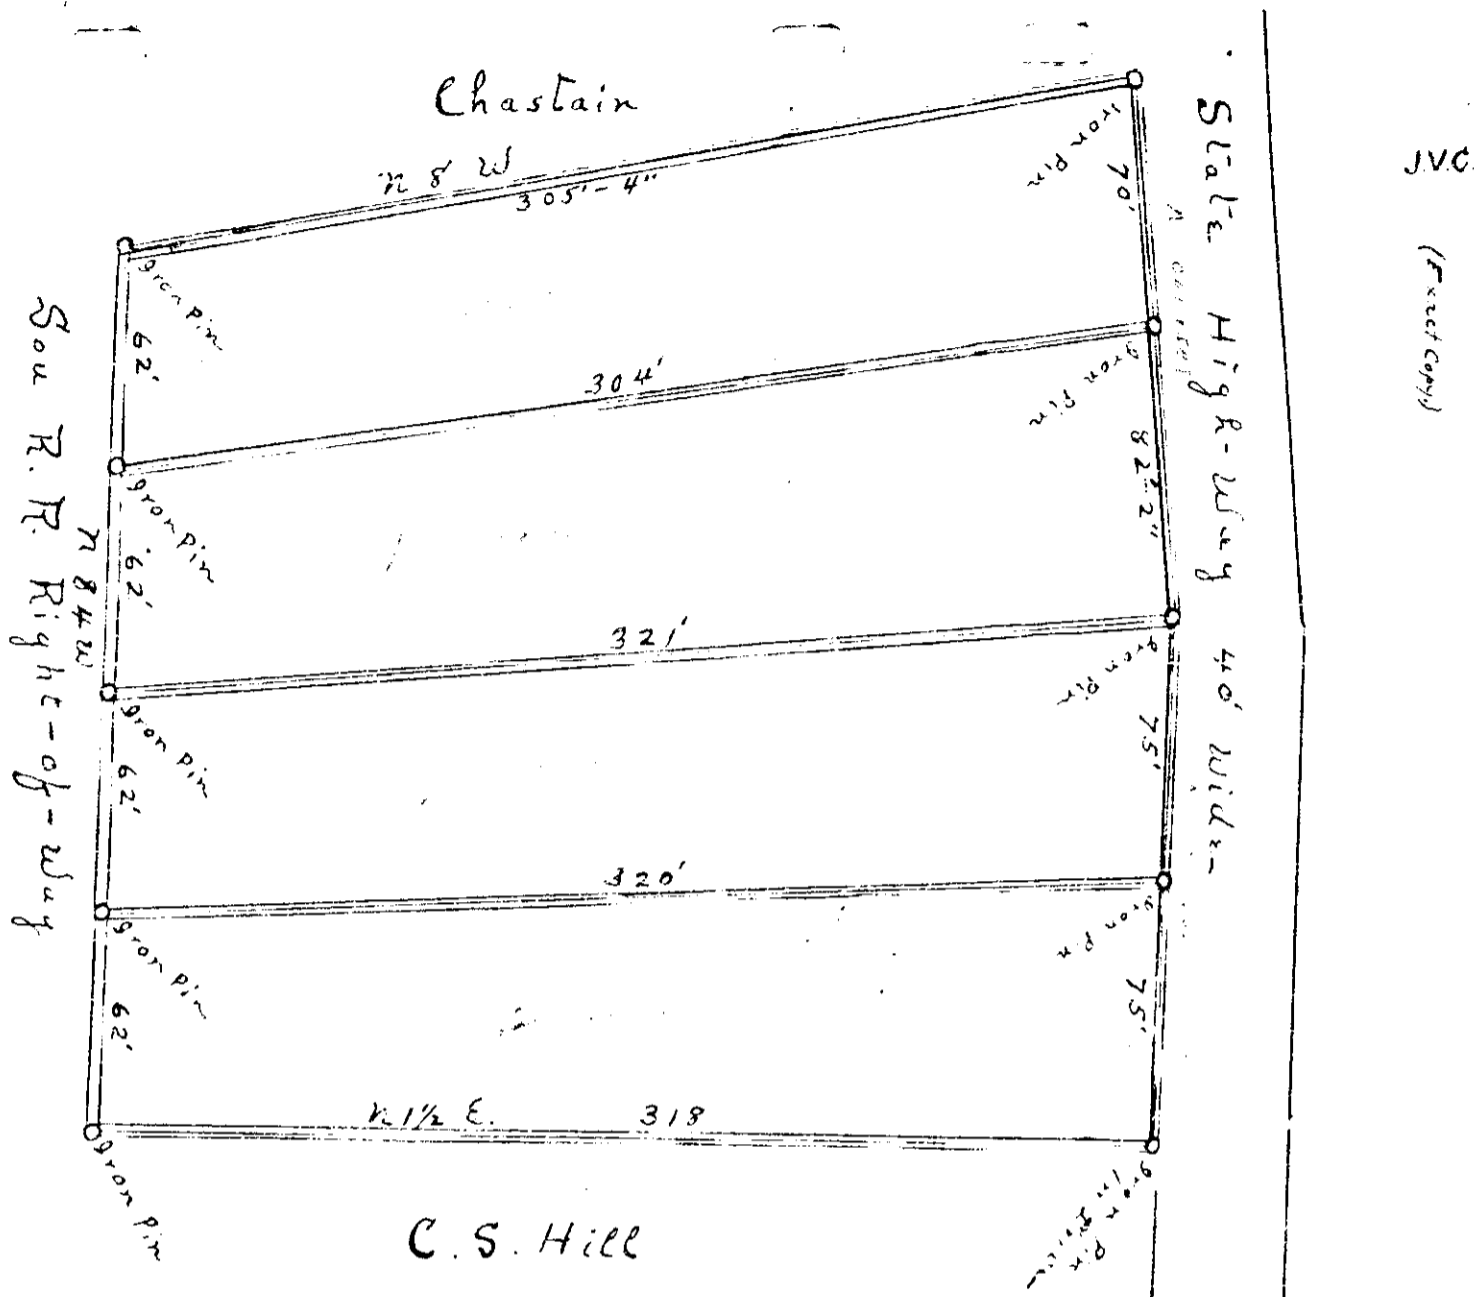 Chastain
J.V.C.
(Exact Copy)
n 8 W
305'- 4"
Iron Pin
70'
State High-Way 40' Wide
Iron Pin
62'
304'
Iron Pin
82' 2"
Sou R.R. Right-of-Way
n 84 W
Iron Pin
62'
321'
Iron Pin
75'
Iron Pin
62'
320'
Iron Pin
75'
Iron Pin
62'
n 1½ E. 318
Iron Pin
Iron Pin
C.S. Hill